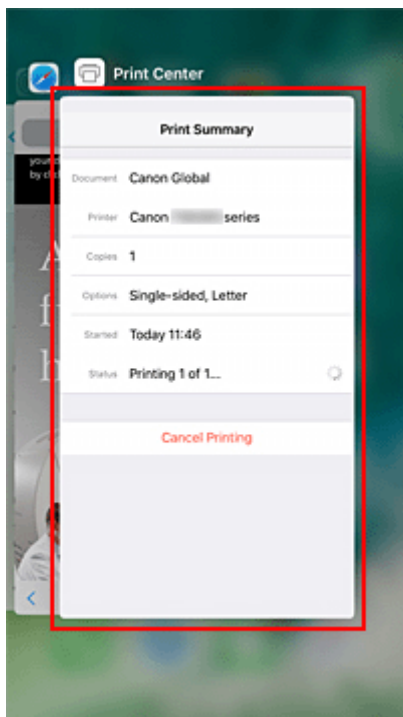 Print Center
Print Summary
Document Canon Global
Printer Canon series
Copies 1
Options Single-sided, Letter
Started Today 11:46
Status Printing 1 of 1...
Cancel Printing